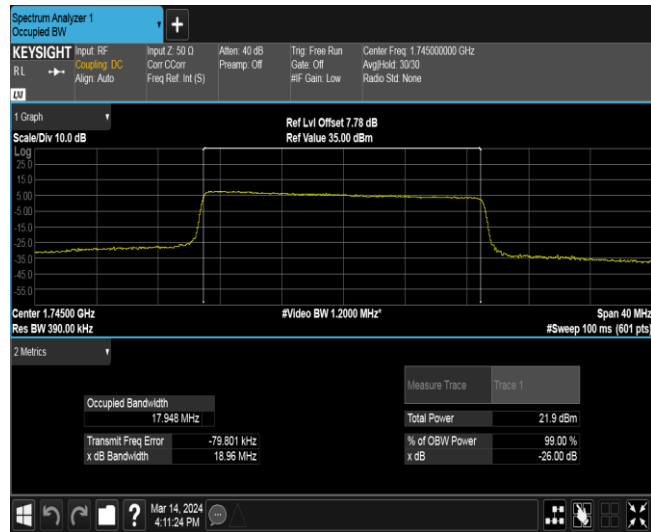 Spectrum Analyzer 1
Occupied BW
+
KEYSIGHT
RL
LXI
Input: RF
Coupling: DC
Align: Auto
Input Z: 50 Ω
Corr CCorr
Freq Ref: Int (S)
Atten: 40 dB
Preamp: Off
Trig: Free Run
Gate: Off
#IF Gain: Low
Center Freq: 1.745000000 GHz
Avg|Hold: 30/30
Radio Std: None
1 Graph
Scale/Div 10.0 dB
Ref Lvl Offset 7.78 dB
Ref Value 35.00 dBm
Log
25.0
15.0
5.00
-5.00
-15.0
-25.0
-35.0
-45.0
-55.0
Center 1.74500 GHz
Res BW 390.00 kHz
#Video BW 1.2000 MHz*
Span 40 MHz
#Sweep 100 ms (601 pts)
2 Metrics
Measure Trace Trace 1
Occupied Bandwidth
17.948 MHz
Total Power 21.9 dBm
Transmit Freq Error -79.801 kHz
% of OBW Power 99.00 %
x dB Bandwidth 18.96 MHz
x dB -26.00 dB
?
Mar 14, 2024
4:11:24 PM